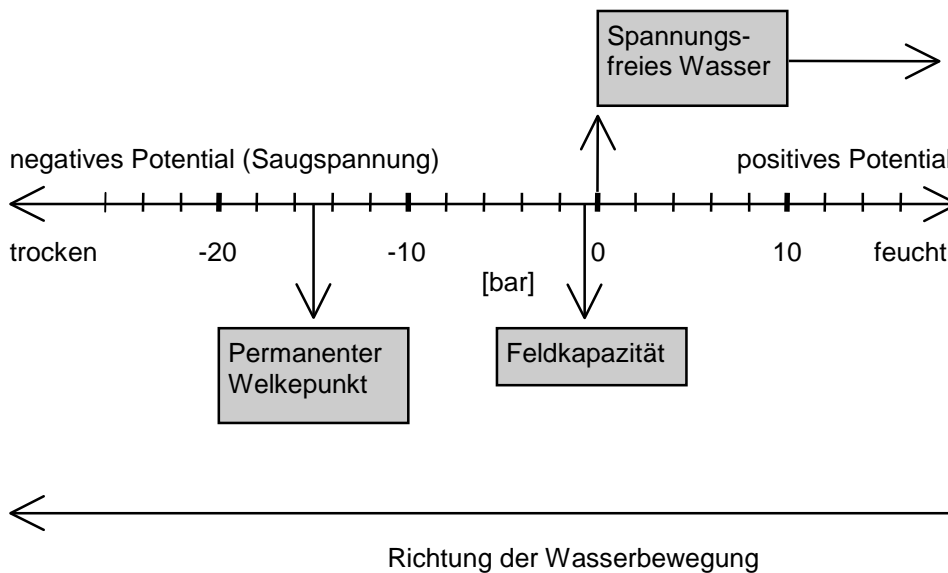 Spannungs-
freies Wasser
negatives Potential (Saugspannung)
positives Potential
trocken
-20
-10
0
10
feucht
[bar]
Permanenter
Welkepunkt
Feldkapazität
Richtung der Wasserbewegung